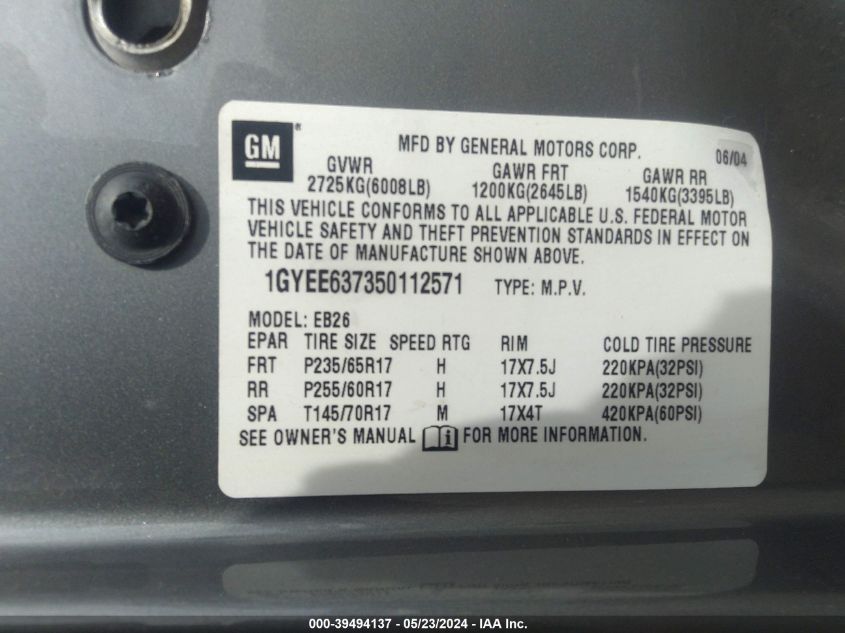 GM®
MFD BY GENERAL MOTORS CORP. 06/04
GVWR GAWR FRT GAWR RR
2725KG(6008LB) 1200KG(2645LB) 1540KG(3395LB)
THIS VEHICLE CONFORMS TO ALL APPLICABLE U.S. FEDERAL MOTOR
VEHICLE SAFETY AND THEFT PREVENTION STANDARDS IN EFFECT ON
THE DATE OF MANUFACTURE SHOWN ABOVE.
1GYEE637350112571 TYPE: M.P.V.
MODEL: EB26
EPAR TIRE SIZE SPEED RTG RIM COLD TIRE PRESSURE
FRT P235/65R17 H 17X7.5J 220KPA(32PSI)
RR P255/60R17 H 17X7.5J 220KPA(32PSI)
SPA T145/70R17 M 17X4T 420KPA(60PSI)
SEE OWNER'S MANUAL i FOR MORE INFORMATION.
000-39494137 - 05/23/2024 - IAA Inc.